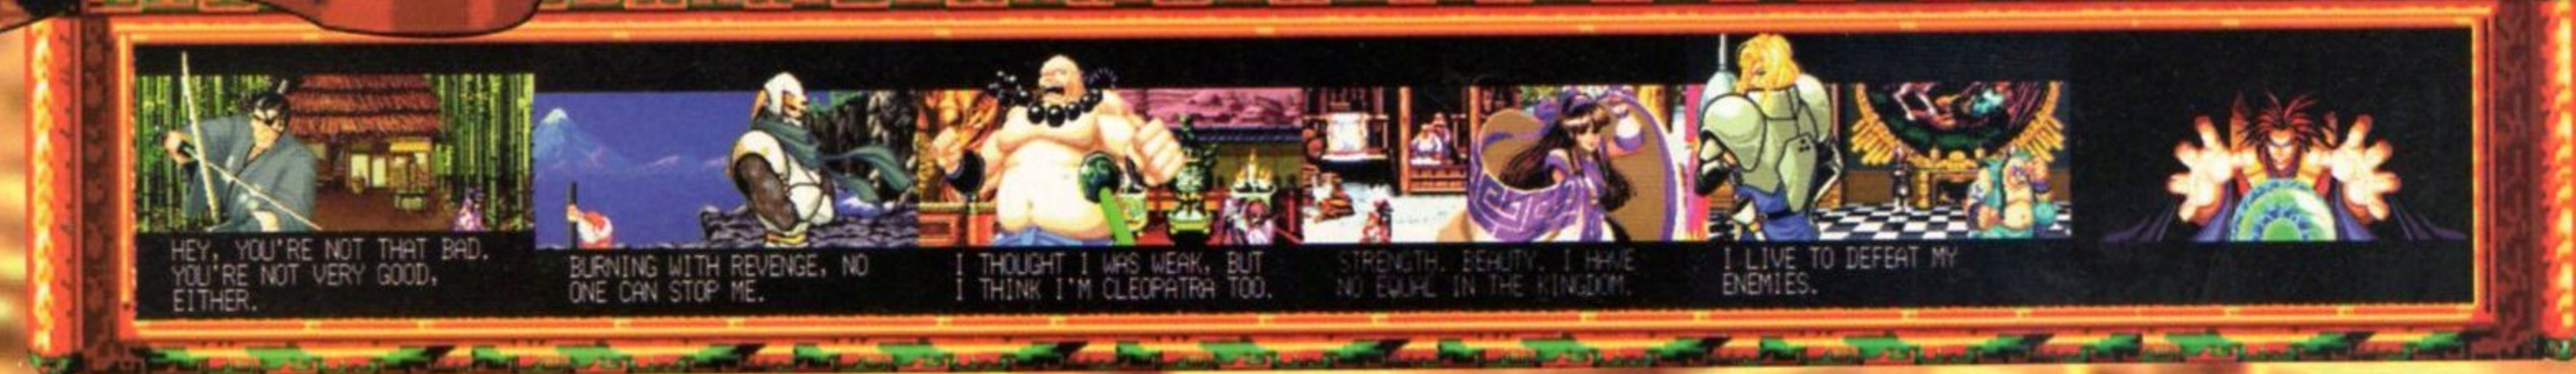 HEY, YOU'RE NOT THAT BAD.
YOU'RE NOT VERY GOOD,
EITHER.
BURNING WITH REVENGE, NO
ONE CAN STOP ME.
I THOUGHT I WAS WEAK, BUT
I THINK I'M CLEOPATRA TOO.
STRENGTH. BEAUTY. I HAVE
NO EQUAL IN THE KINGDOM.
I LIVE TO DEFEAT MY
ENEMIES.